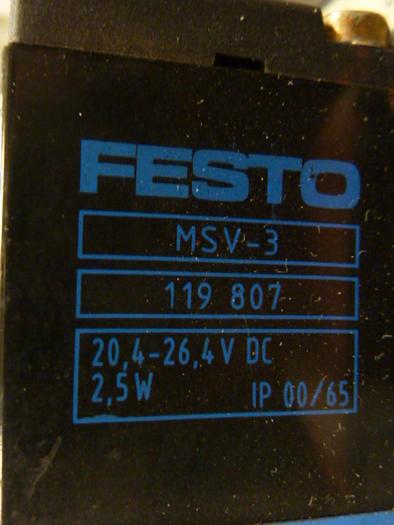 FESTO
MSV-3
119 807
20,4-26,4V DC
2,5W IP 00/65